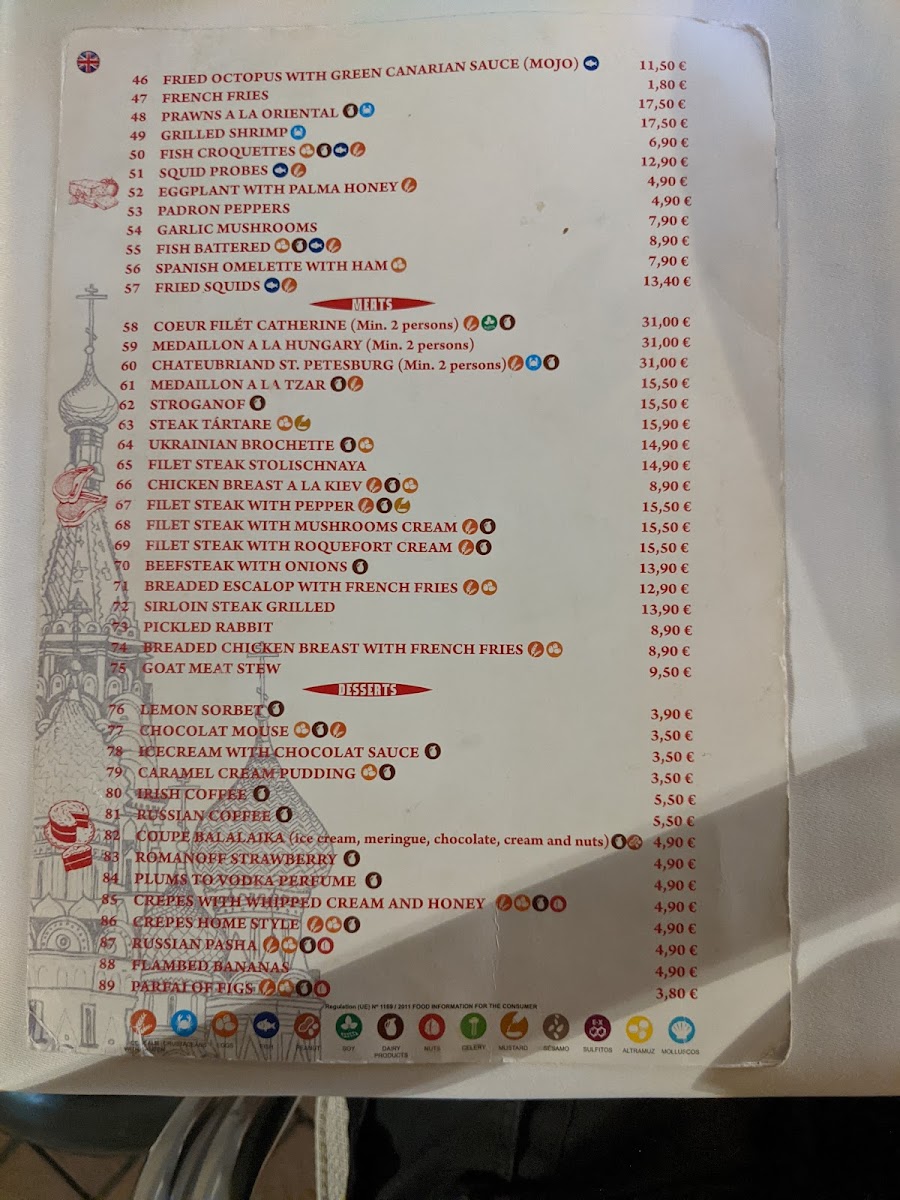 46 FRIED OCTOPUS WITH GREEN CANARIAN SAUCE (MOJO) 11,50 €
47 FRENCH FRIES 1,80 €
48 PRAWNS A LA ORIENTAL 17,50 €
49 GRILLED SHRIMP 17,50 €
50 FISH CROQUETTES 6,90 €
51 SQUID PROBES 12,90 €
52 EGGPLANT WITH PALMA HONEY 4,90 €
53 PADRON PEPPERS 4,90 €
54 GARLIC MUSHROOMS 7,90 €
55 FISH BATTERED 8,90 €
56 SPANISH OMELETTE WITH HAM 7,90 €
57 FRIED SQUIDS 13,40 €
MEATS
58 COEUR FILÉT CATHERINE (Min. 2 persons) 31,00 €
59 MEDAILLON A LA HUNGARY (Min. 2 persons) 31,00 €
60 CHATEUBRIAND ST. PETESBURG (Min. 2 persons) 31,00 €
61 MEDAILLON A LA TZAR 15,50 €
62 STROGANOF 15,50 €
63 STEAK TÁRTARE 15,90 €
64 UKRAINIAN BROCHETTE 14,90 €
65 FILET STEAK STOLISCHNAYA 14,90 €
66 CHICKEN BREAST A LA KIEV 8,90 €
67 FILET STEAK WITH PEPPER 15,50 €
68 FILET STEAK WITH MUSHROOMS CREAM 15,50 €
69 FILET STEAK WITH ROQUEFORT CREAM 15,50 €
70 BEEFSTEAK WITH ONIONS 13,90 €
71 BREADED ESCALOP WITH FRENCH FRIES 12,90 €
72 SIRLOIN STEAK GRILLED 13,90 €
73 PICKLED RABBIT 8,90 €
74 BREADED CHICKEN BREAST WITH FRENCH FRIES 8,90 €
75 GOAT MEAT STEW 9,50 €
DESSERTS
76 LEMON SORBET 3,90 €
77 CHOCOLAT MOUSE 3,50 €
78 ICECREAM WITH CHOCOLAT SAUCE 3,50 €
79 CARAMEL CREAM PUDDING 3,50 €
80 IRISH COFFEE 5,50 €
81 RUSSIAN COFFEE 5,50 €
82 COUPE BALALAIKA (ice cream, meringue, chocolate, cream and nuts) 4,90 €
83 ROMANOFF STRAWBERRY 4,90 €
84 PLUMS TO VODKA PERFUME 4,90 €
85 CREPES WITH WHIPPED CREAM AND HONEY 4,90 €
86 CREPES HOME STYLE 4,90 €
87 RUSSIAN PASHA 4,90 €
88 FLAMBED BANANAS 4,90 €
89 PARFAI OF FIGS 3,80 €
Regulation (UE) Nº 1169 / 2011 FOOD INFORMATION FOR THE CONSUMER
CRUSTACEANS EGGS FISH PEANUT SOY DAIRY PRODUCTS NUTS CELERY MUSTARD SÉSAMO SULFITOS ALTRAMUZ MOLLUSCOS